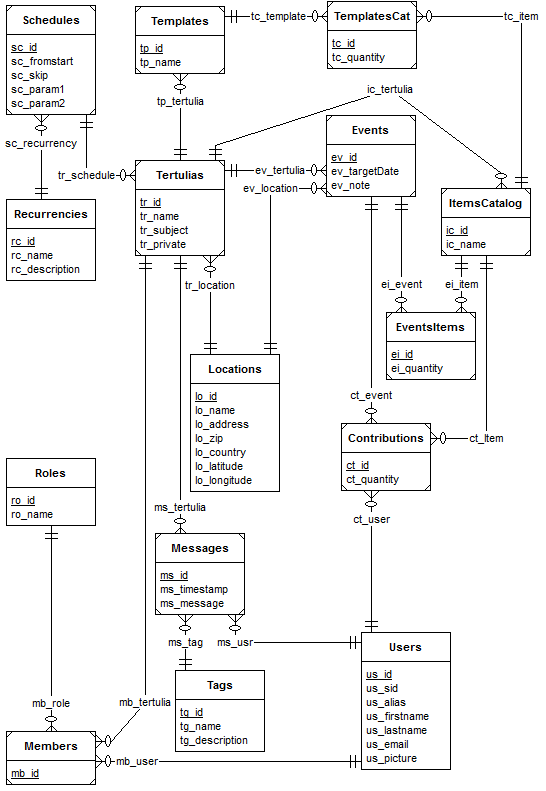 Schedules
sc_id
sc_fromstart
sc_skip
sc_param1
sc_param2
Templates
tp_id
tp_name
tc_template
TemplatesCat
tc_id
tc_quantity
tc_item
tp_tertulia
ic_tertulia
sc_recurrency
tr_schedule
Tertulias
tr_id
tr_name
tr_subject
tr_private
ev_tertulia
ev_location
Events
ev_id
ev_targetDate
ev_note
Recurrencies
rc_id
rc_name
rc_description
ItemsCatalog
ic_id
ic_name
tr_location
ei_event
ei_item
EventsItems
ei_id
ei_quantity
Locations
lo_id
lo_name
lo_address
lo_zip
lo_country
lo_latitude
lo_longitude
ct_event
Contributions
ct_id
ct_quantity
ct_Item
Roles
ro_id
ro_name
ms_tertulia
ct_user
Messages
ms_id
ms_timestamp
ms_message
ms_tag
ms_usr
Users
us_id
us_sid
us_alias
us_firstname
us_lastname
us_email
us_picture
Tags
tg_id
tg_name
tg_description
mb_role
mb_tertulia
Members
mb_id
mb_user